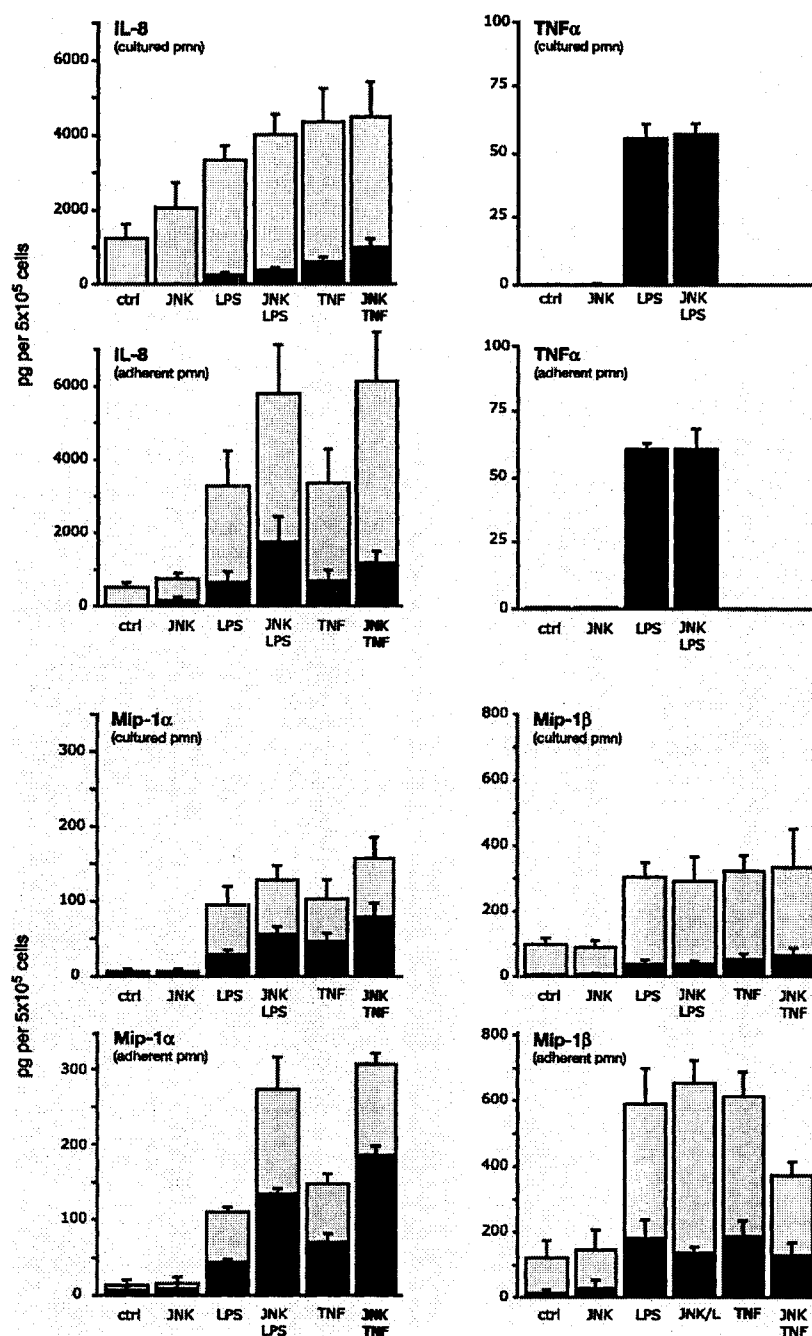 IL-8
(cultured pmn)
6000
4000
2000
0
ctrl JNK LPS JNK TNF JNK
LPS TNF
TNFα
(cultured pmn)
100
75
50
25
0
ctrl JNK LPS JNK
LPS
pg per 5x10⁵ cells
IL-8
(adherent pmn)
6000
4000
2000
0
ctrl JNK LPS JNK TNF JNK
LPS TNF
TNFα
(adherent pmn)
100
75
50
25
0
ctrl JNK LPS JNK
LPS
Mip-1α
(cultured pmn)
300
200
100
0
ctrl JNK LPS JNK TNF JNK
LPS TNF
Mip-1β
(cultured pmn)
800
600
400
200
0
ctrl JNK LPS JNK TNF JNK
LPS TNF
pg per 5x10⁵ cells
Mip-1α
(adherent pmn)
300
200
100
0
ctrl JNK LPS JNK TNF JNK
LPS TNF
Mip-1β
(adherent pmn)
800
600
400
200
0
ctrl JNK LPS JNK/L TNF JNK
TNF